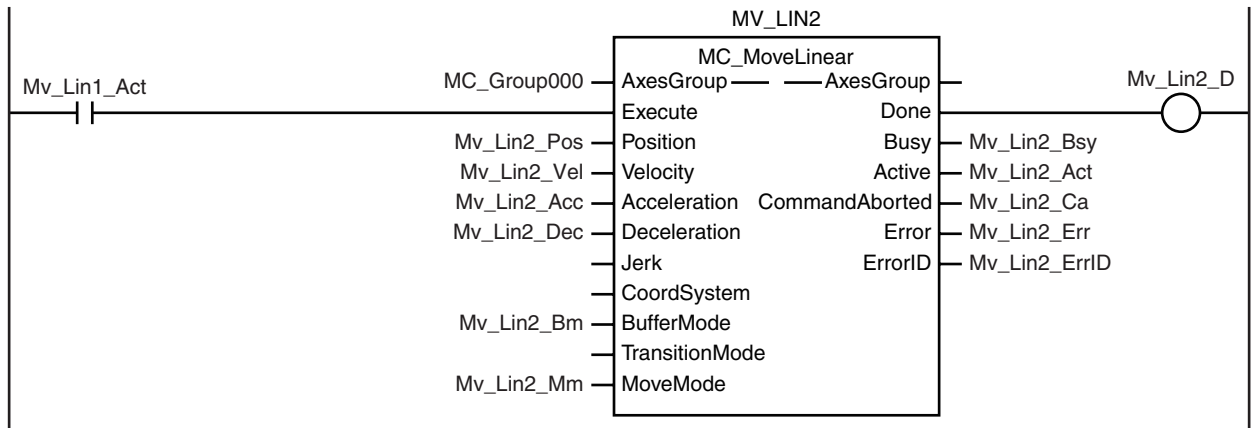 MV_LIN2
MC_MoveLinear
Mv_Lin1_Act
MC_Group000 AxesGroup AxesGroup Mv_Lin2_D
Execute Done
Mv_Lin2_Pos Position Busy Mv_Lin2_Bsy
Mv_Lin2_Vel Velocity Active Mv_Lin2_Act
Mv_Lin2_Acc Acceleration CommandAborted Mv_Lin2_Ca
Mv_Lin2_Dec Deceleration Error Mv_Lin2_Err
Jerk ErrorID Mv_Lin2_ErrID
CoordSystem
Mv_Lin2_Bm BufferMode
TransitionMode
Mv_Lin2_Mm MoveMode